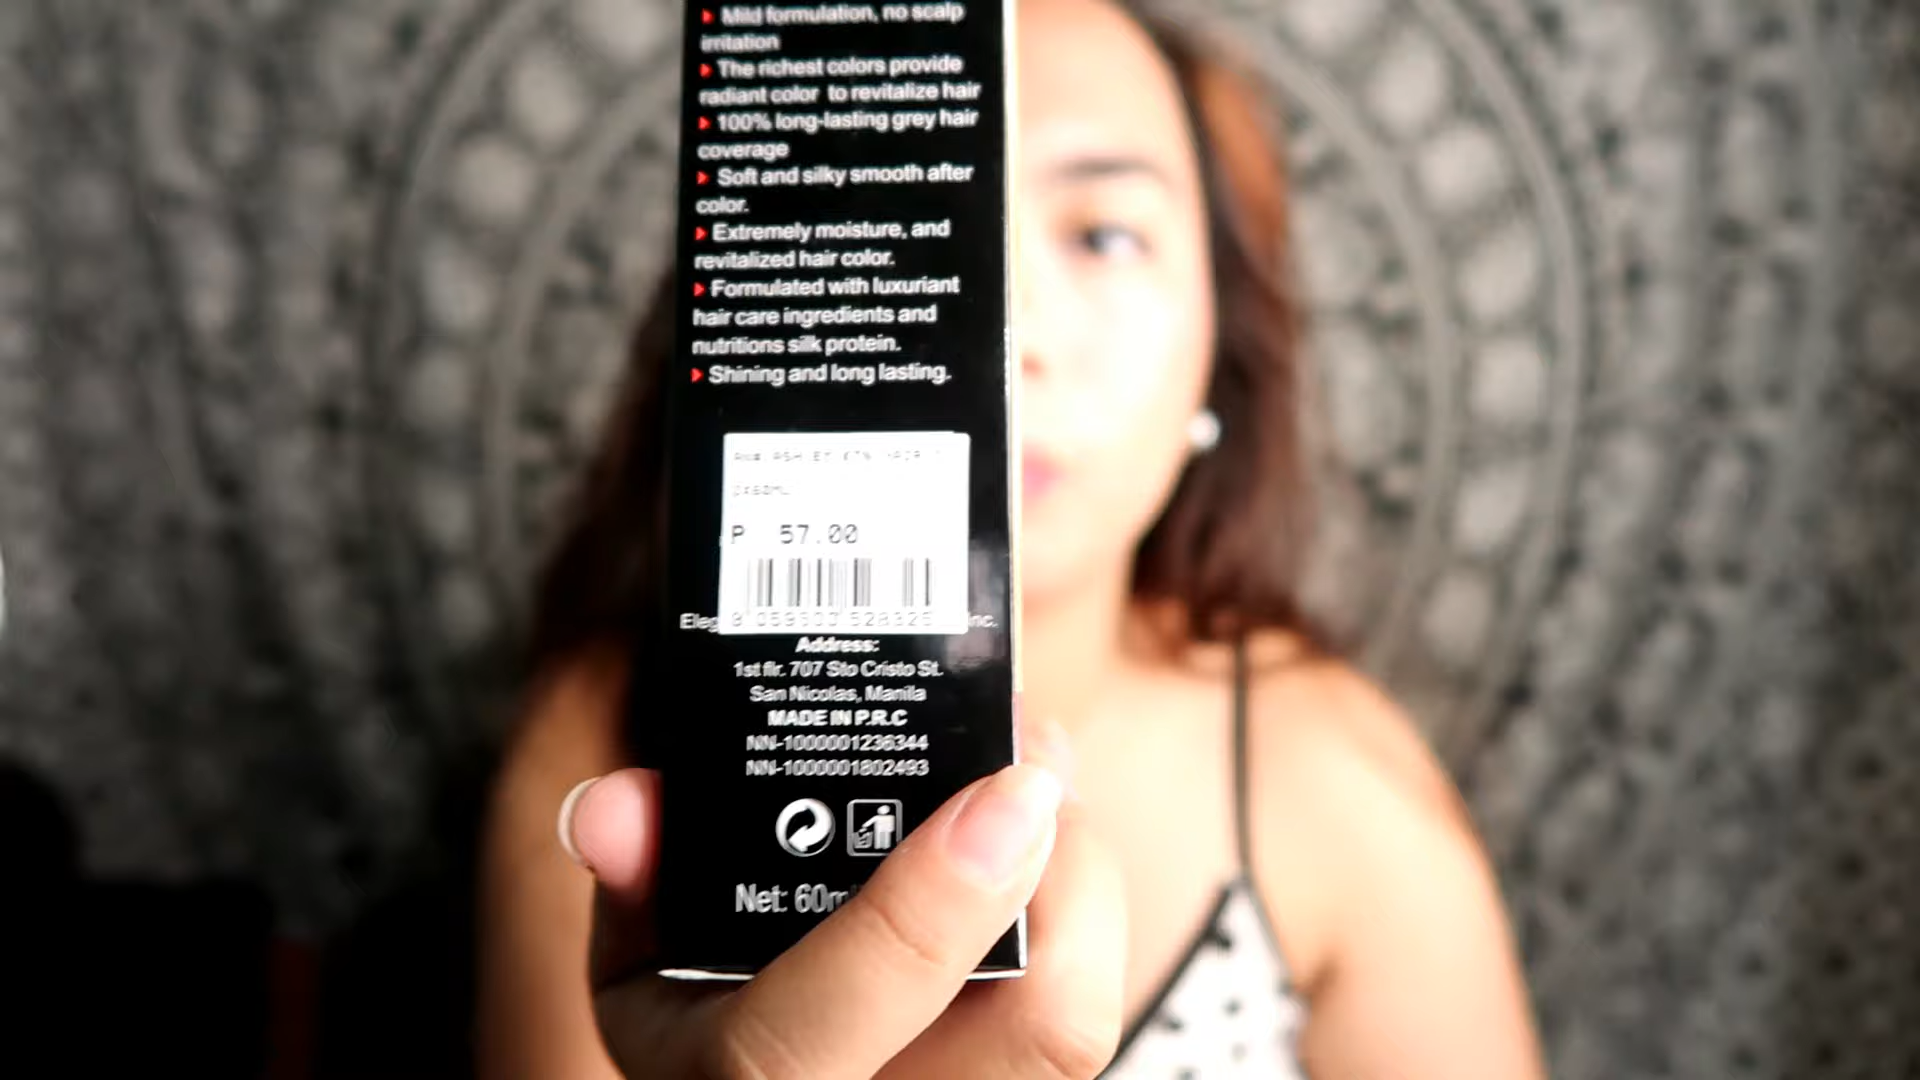 Mild formulation, no scalp
irritation
The richest colors provide
radiant color to revitalize hair
100% long-lasting grey hair
coverage
Soft and silky smooth after
color.
Extremely moisture, and
revitalized hair color.
Formulated with luxuriant
hair care ingredients and
nutritions silk protein.
Shining and long lasting.
P 57.00
Inc.
Address:
1st flr. 707 Sto Cristo St.
San Nicolas, Manila
MADE IN P.R.C
NN-1000001236344
NN-1000001802493
Net: